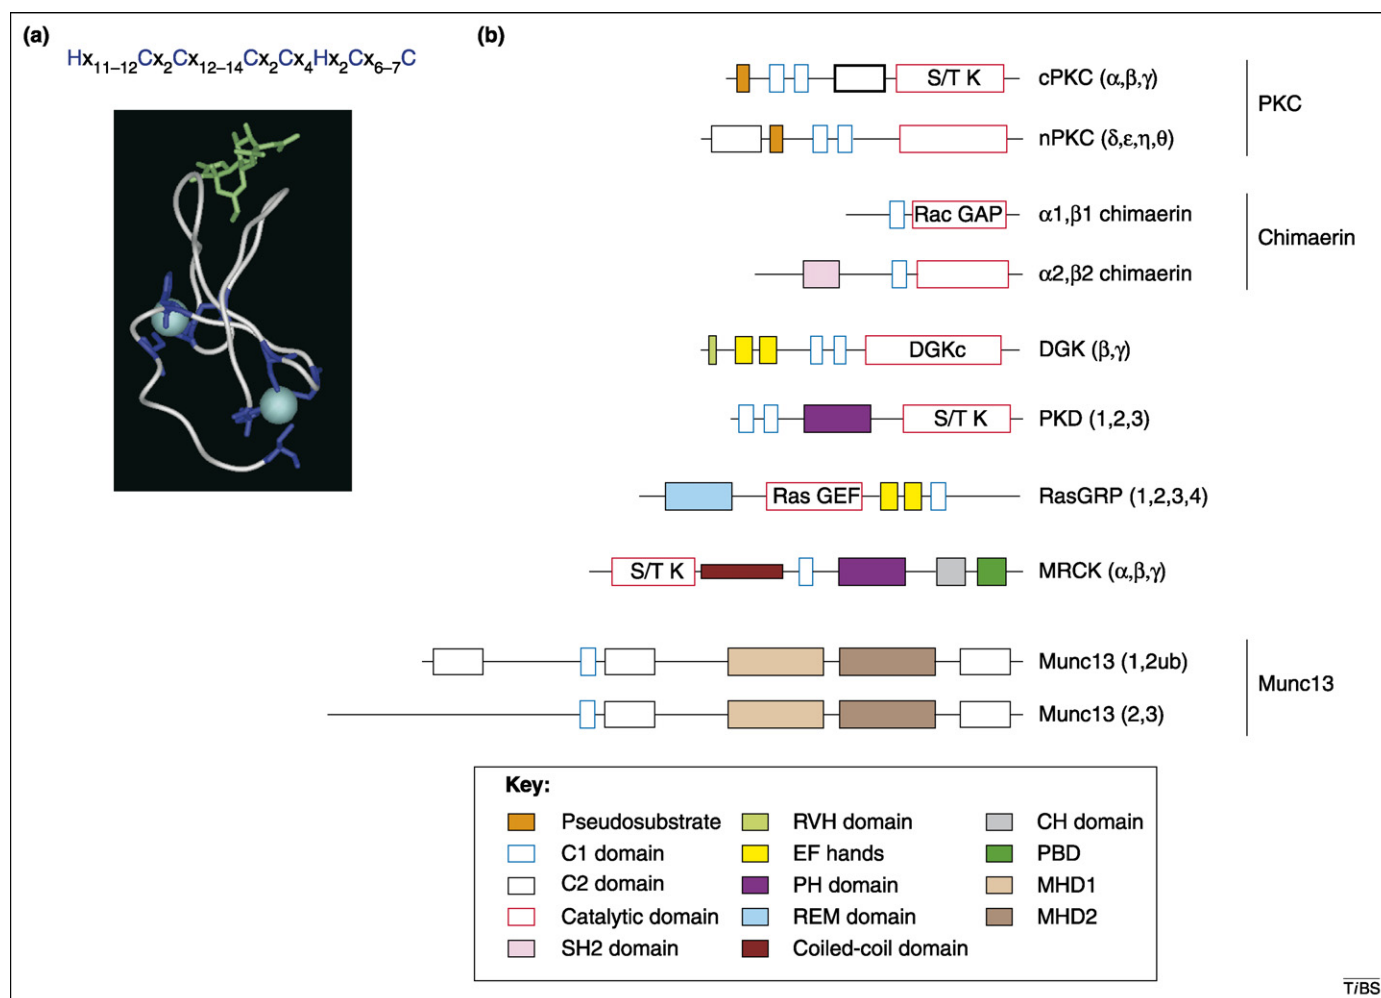 (a)
Hx11–12Cx2Cx12–14Cx2Cx4Hx2Cx6–7C
(b)
S/T K
cPKC (α,β,γ)
PKC
nPKC (δ,ε,η,θ)
Rac GAP
α1,β1 chimaerin
Chimaerin
α2,β2 chimaerin
DGKc
DGK (β,γ)
S/T K
PKD (1,2,3)
Ras GEF
RasGRP (1,2,3,4)
S/T K
MRCK (α,β,γ)
Munc13 (1,2ub)
Munc13
Munc13 (2,3)
Key:
Pseudosubstrate
C1 domain
C2 domain
Catalytic domain
SH2 domain
RVH domain
EF hands
PH domain
REM domain
Coiled-coil domain
CH domain
PBD
MHD1
MHD2
TiBS